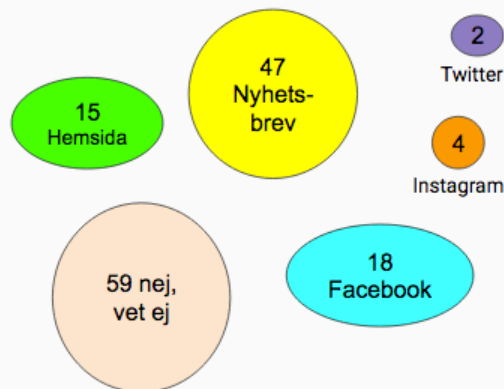 2
Twitter
47
Nyhets-
brev
15
Hemsida
4
Instagram
59 nej,
vet ej
18
Facebook